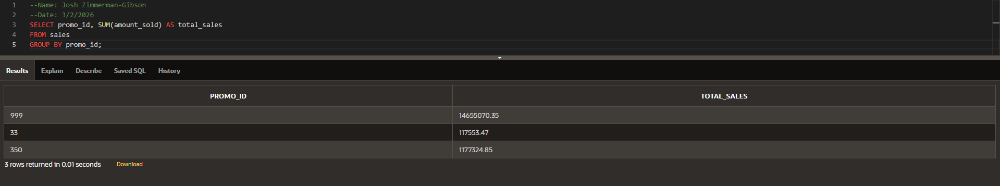 1 --Name: Josh Zimmerman-Gibson
2 --Date: 3/2/2026
3 SELECT promo_id, SUM(amount_sold) AS total_sales
4 FROM sales
5 GROUP BY promo_id;
Results Explain Describe Saved SQL History
PROMO_ID TOTAL_SALES
999 14655070.35
33 117553.47
350 1177324.85
3 rows returned in 0.01 seconds Download